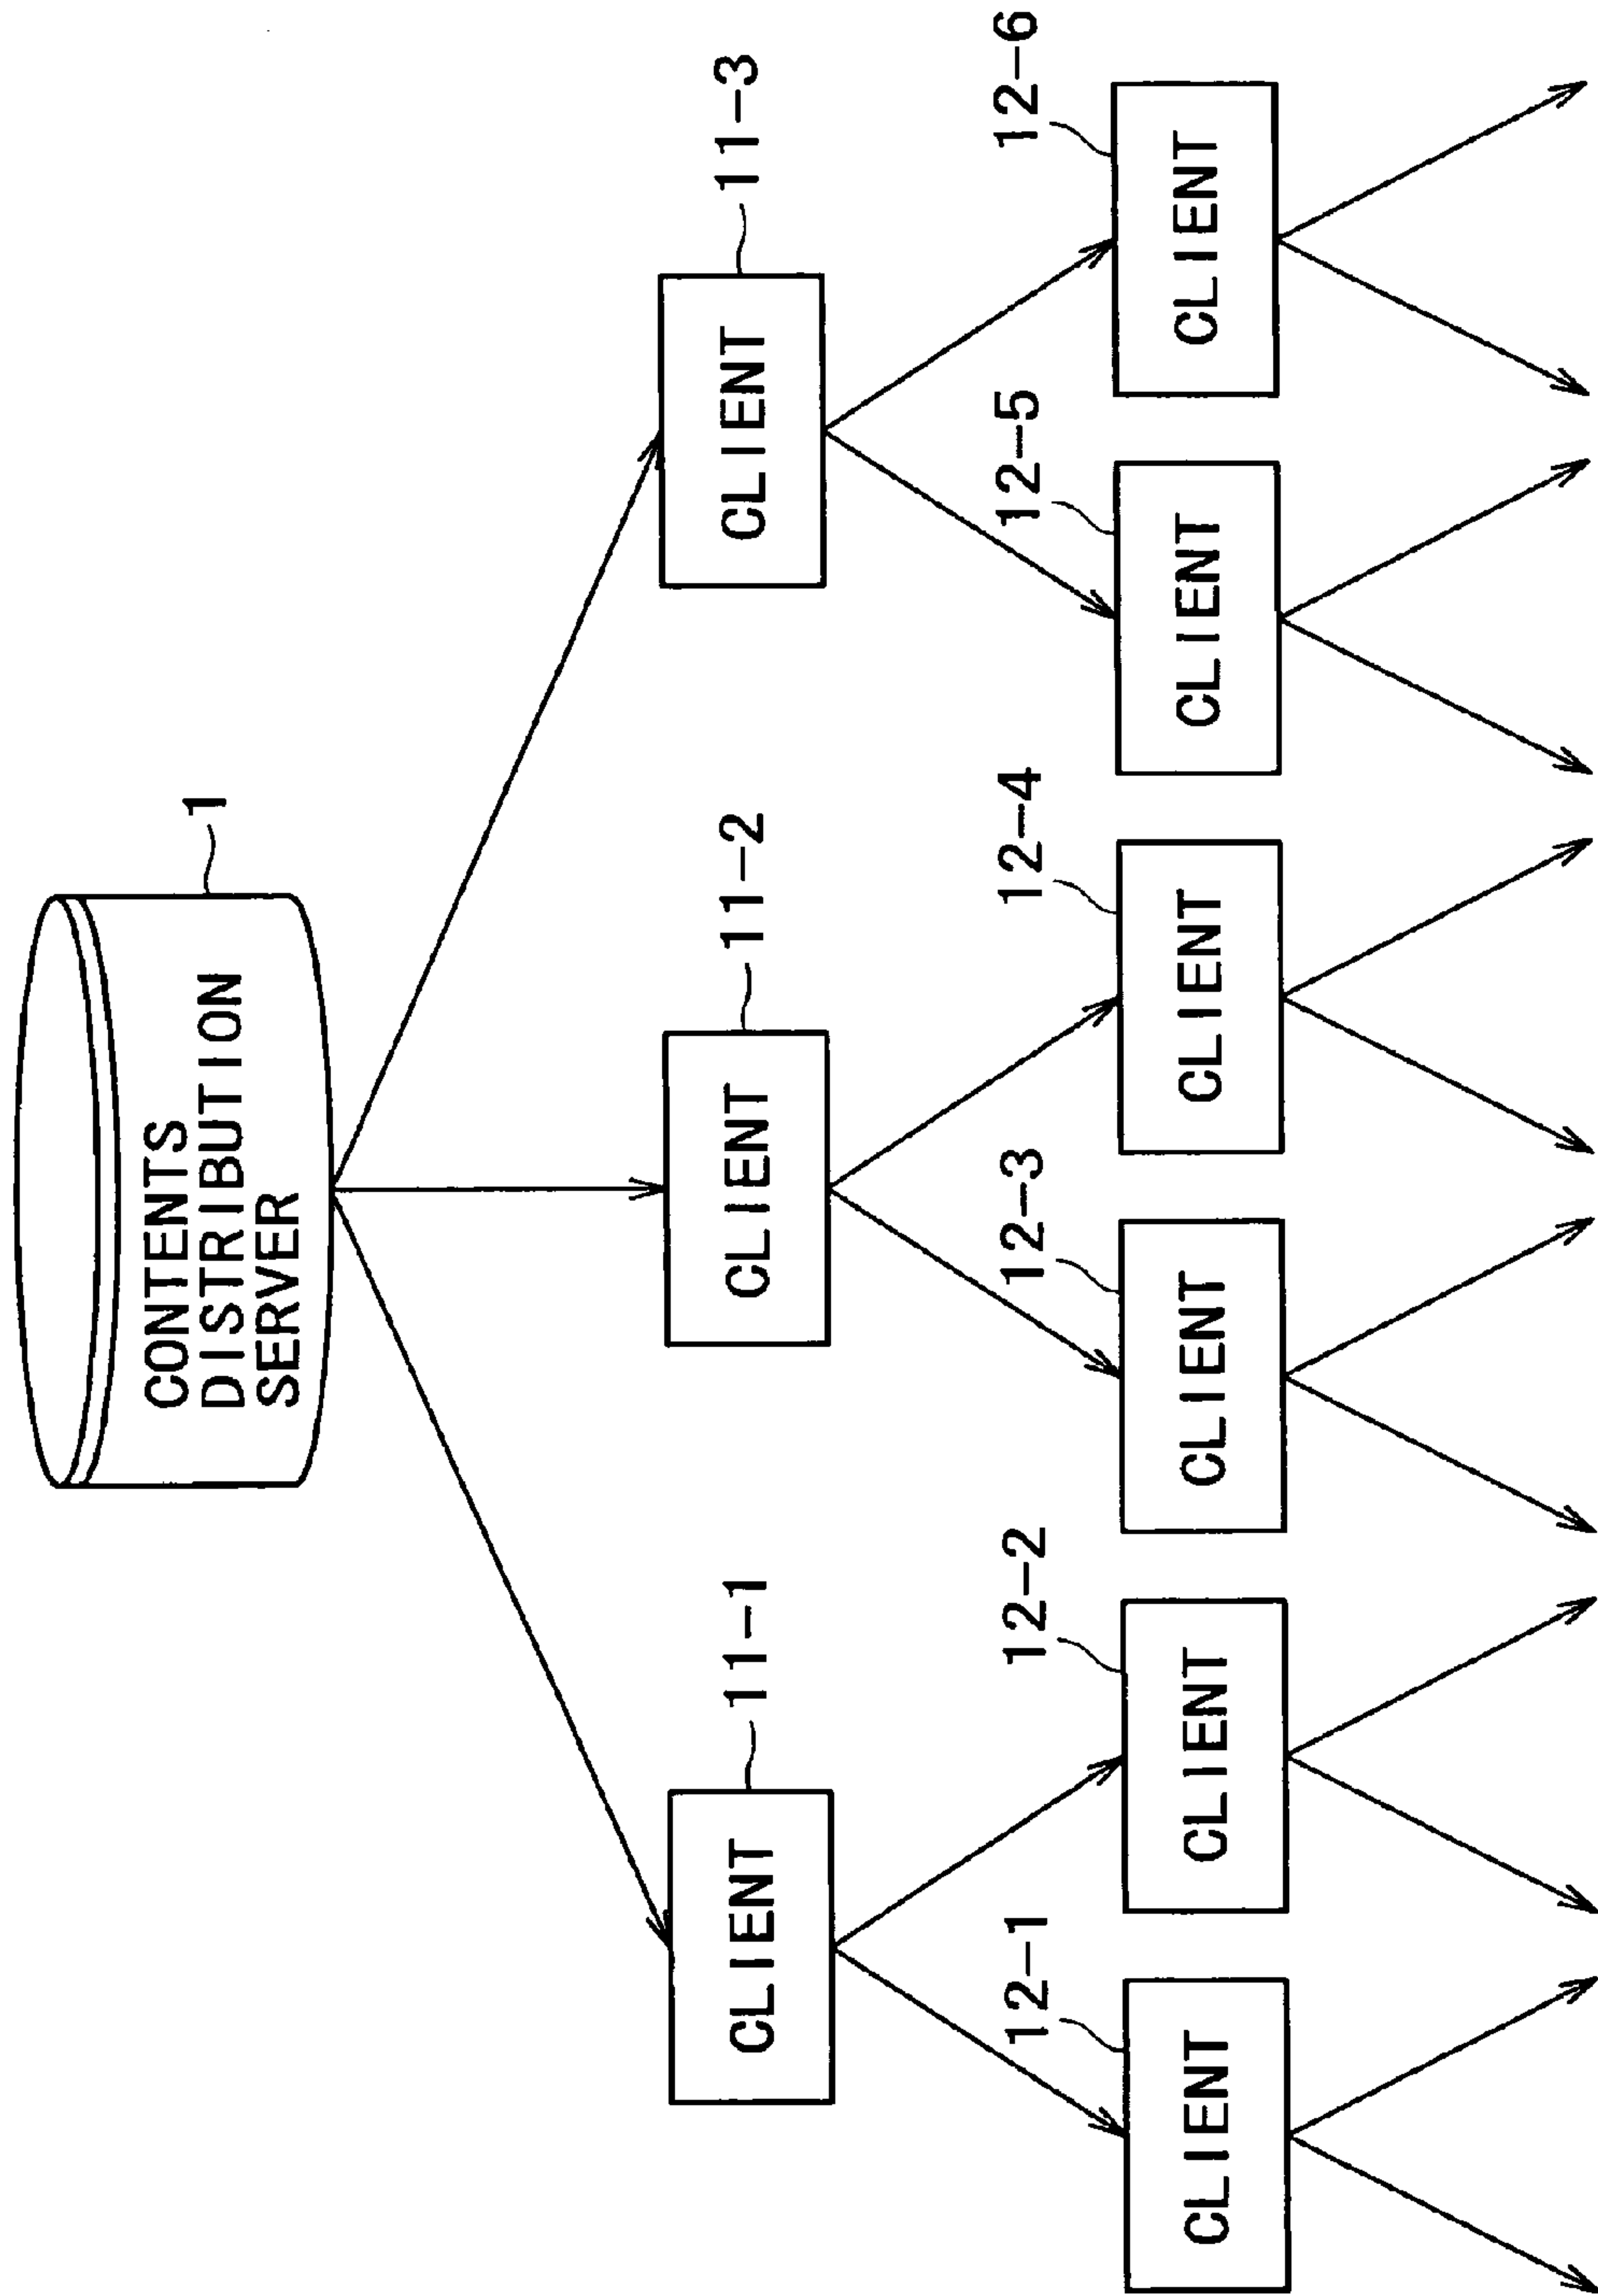 1
CONTENTS
DISTRIBUTION
SERVER
11-1
11-2
11-3
CLIENT
CLIENT
CLIENT
12-1
12-2
12-3
12-4
12-5
12-6
CLIENT
CLIENT
CLIENT
CLIENT
CLIENT
CLIENT